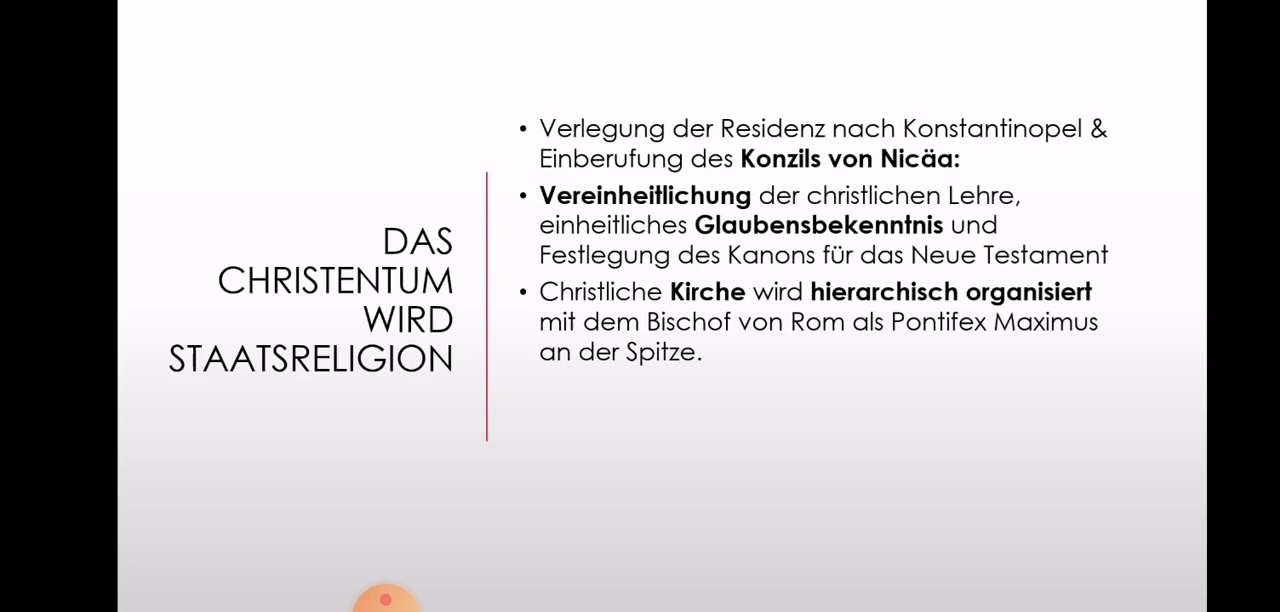 DAS
CHRISTENTUM
WIRD
STAATSRELIGION
• Verlegung der Residenz nach Konstantinopel &
Einberufung des Konzils von Nicäa:
• Vereinheitlichung der christlichen Lehre,
einheitliches Glaubensbekenntnis und
Festlegung des Kanons für das Neue Testament
• Christliche Kirche wird hierarchisch organisiert
mit dem Bischof von Rom als Pontifex Maximus
an der Spitze.